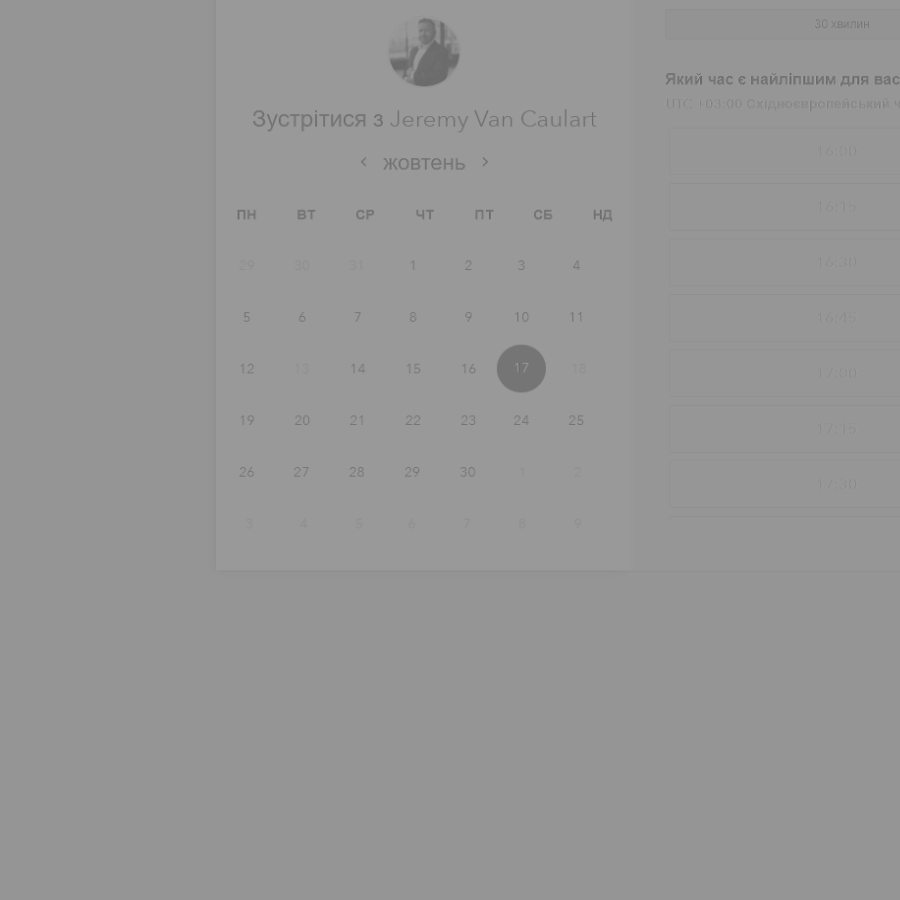 Зустрітися з Jeremy Van Caulart
жовтень
ПН ВТ СР ЧТ ПТ СБ НД
29 30 31 1 2 3 4
5 6 7 8 9 10 11
12 13 14 15 16 17 18
19 20 21 22 23 24 25
26 27 28 29 30 1 2
3 4 5 6 7 8 9
30 хвилин
Який час є найліпшим для вас
UTC +03:00 Східноєвропейський ч
16:00
16:15
16:30
16:45
17:00
17:15
17:30